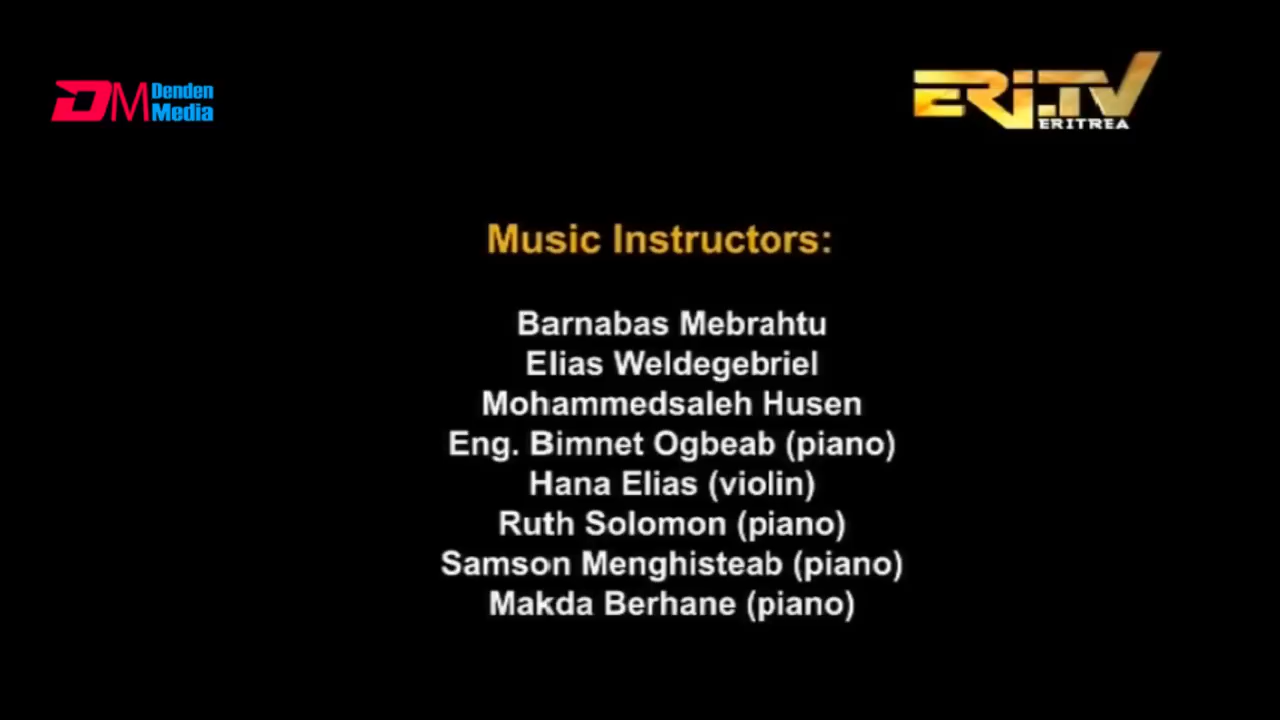 DM Denden Media
ERi.TV
ERITREA
Music Instructors:
Barnabas Mebrahtu
Elias Weldegebriel
Mohammedsaleh Husen
Eng. Bimnet Ogbeab (piano)
Hana Elias (violin)
Ruth Solomon (piano)
Samson Menghisteab (piano)
Makda Berhane (piano)